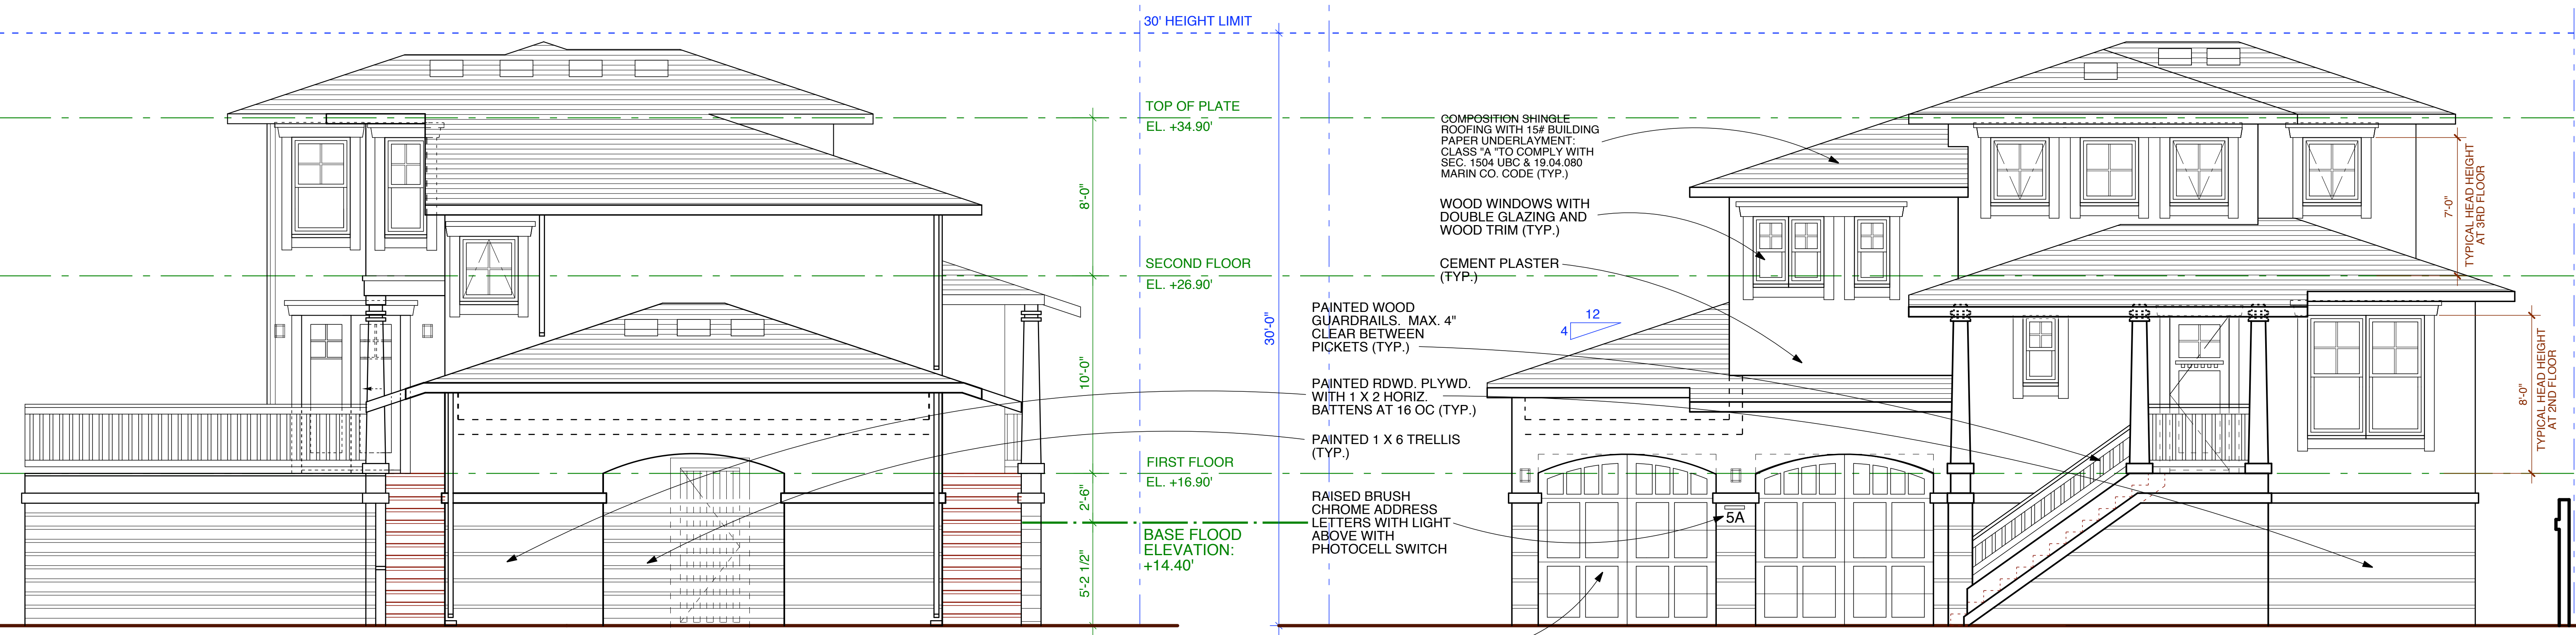 30' HEIGHT LIMIT
TOP OF PLATE
EL. +34.90'
8'-0"
SECOND FLOOR
EL. +26.90'
10'-0"
FIRST FLOOR
EL. +16.90'
2'-6"
BASE FLOOD
ELEVATION:
+14.40'
5'-2 1/2"
30'-0"
COMPOSITION SHINGLE
ROOFING WITH 15# BUILDING
PAPER UNDERLAYMENT:
CLASS "A "TO COMPLY WITH
SEC. 1504 UBC & 19.04.080
MARIN CO. CODE (TYP.)
WOOD WINDOWS WITH
DOUBLE GLAZING AND
WOOD TRIM (TYP.)
CEMENT PLASTER
(TYP.)
PAINTED WOOD
GUARDRAILS. MAX. 4"
CLEAR BETWEEN
PICKETS (TYP.)
12
4
PAINTED RDWD. PLYWD.
WITH 1 X 2 HORIZ.
BATTENS AT 16 OC (TYP.)
PAINTED 1 X 6 TRELLIS
(TYP.)
RAISED BRUSH
CHROME ADDRESS
LETTERS WITH LIGHT
ABOVE WITH
PHOTOCELL SWITCH
5A
7'-0"
TYPICAL HEAD HEIGHT
AT 3RD FLOOR
8'-0"
TYPICAL HEAD HEIGHT
AT 2ND FLOOR